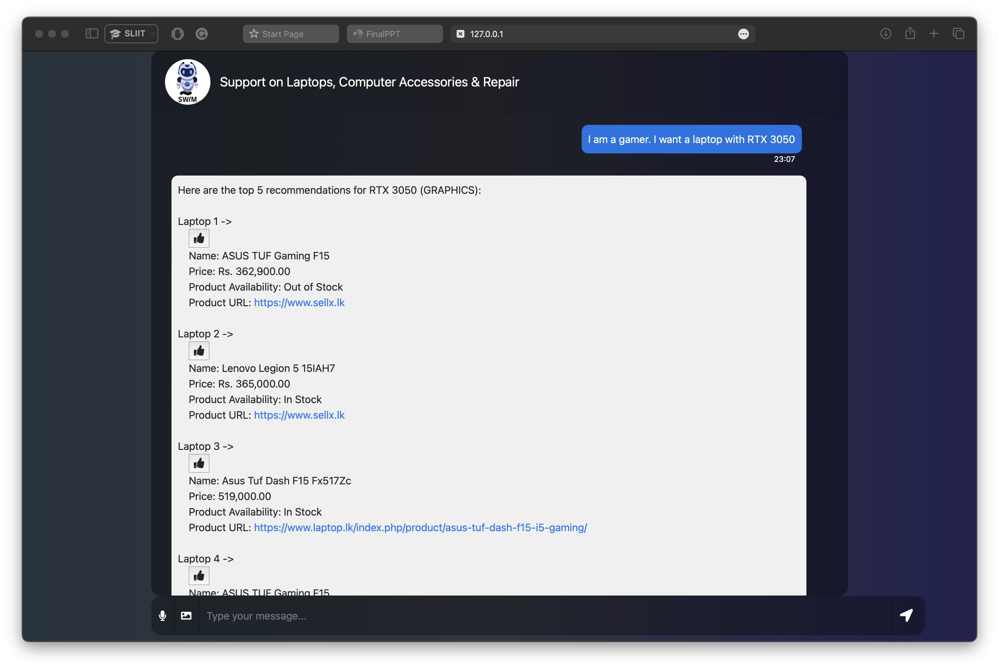 SLIIT
Start Page
FinalPPT
127.0.0.1
SW/M
Support on Laptops, Computer Accessories & Repair
I am a gamer. I want a laptop with RTX 3050
23:07
Here are the top 5 recommendations for RTX 3050 (GRAPHICS):
Laptop 1 ->
Name: ASUS TUF Gaming F15
Price: Rs. 362,900.00
Product Availability: Out of Stock
Product URL: https://www.sellx.lk
Laptop 2 ->
Name: Lenovo Legion 5 15IAH7
Price: Rs. 365,000.00
Product Availability: In Stock
Product URL: https://www.sellx.lk
Laptop 3 ->
Name: Asus Tuf Dash F15 Fx517Zc
Price: 519,000.00
Product Availability: In Stock
Product URL: https://www.laptop.lk/index.php/product/asus-tuf-dash-f15-i5-gaming/
Laptop 4 ->
Name: ASUS TUF Gaming F15
Type your message...